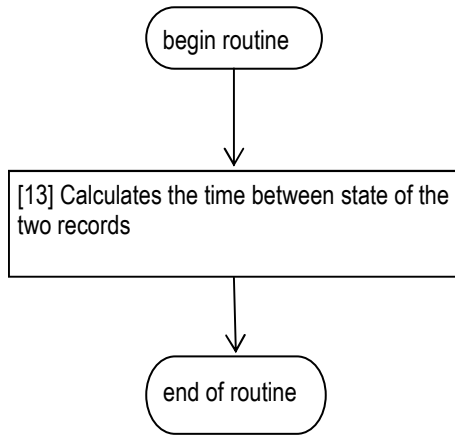 begin routine
[13] Calculates the time between state of the
two records
end of routine